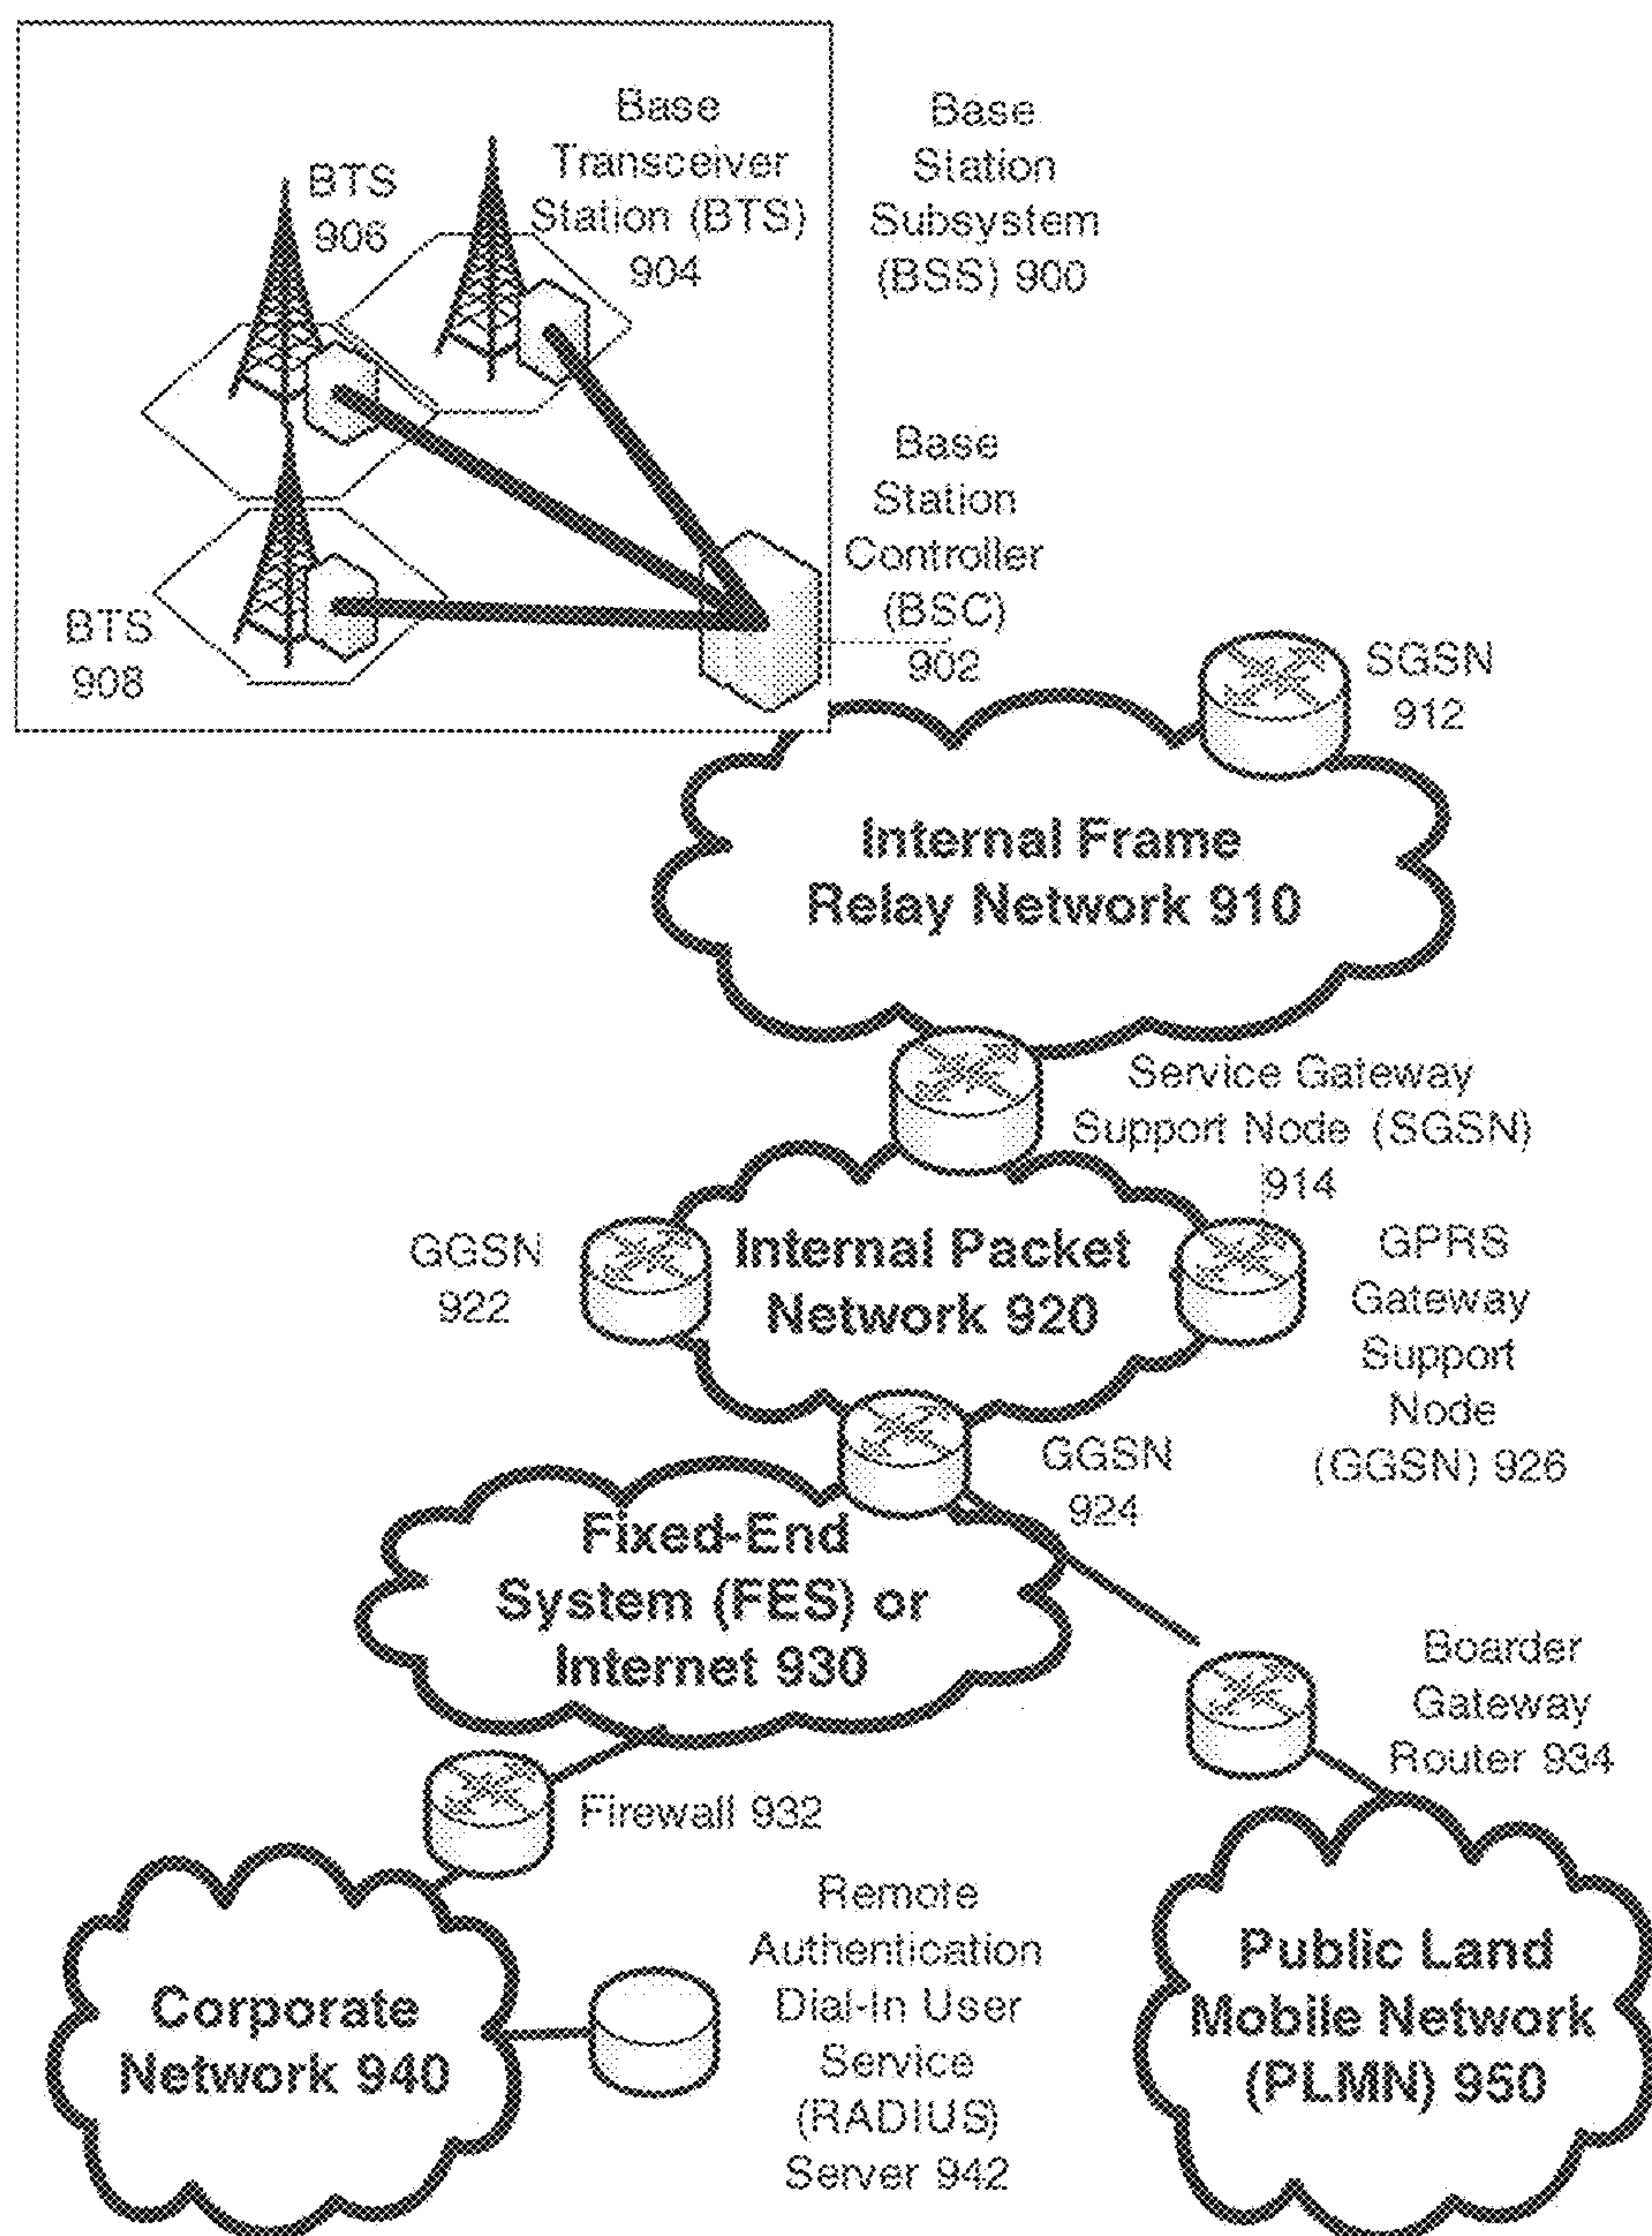 Base
Transceiver
Station (BTS)
904
BTS
906
Base
Station
Subsystem
(BSS) 900
Base
Station
Controller
(BSC)
902
BTS
908
SGSN
912
Internal Frame
Relay Network 910
Service Gateway
Support Node (SGSN)
914
GGSN
922
Internal Packet
Network 920
GPRS
Gateway
Support
Node
(GGSN) 926
GGSN
924
Fixed-End
System (FES) or
Internet 930
Boarder
Gateway
Router 934
Firewall 932
Remote
Authentication
Dial-In User
Service
(RADIUS)
Server 942
Corporate
Network 940
Public Land
Mobile Network
(PLMN) 950